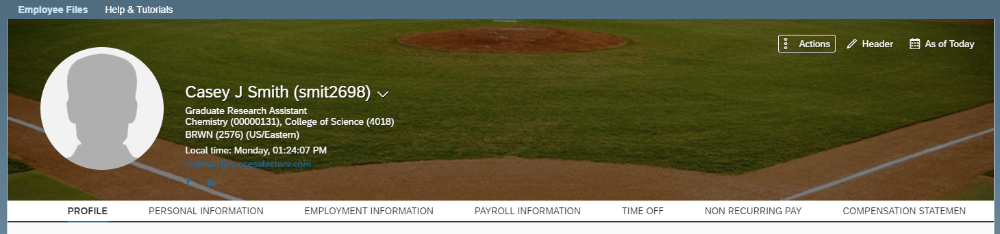 Employee Files Help & Tutorials
Actions Header As of Today
Casey J Smith (smit2698)
Graduate Research Assistant
Chemistry (00000131), College of Science (4018)
BRWN (2576) (US/Eastern)
Local time: Monday, 01:24:07 PM
noemail@successfactors.com
f in
PROFILE PERSONAL INFORMATION EMPLOYMENT INFORMATION PAYROLL INFORMATION TIME OFF NON RECURRING PAY COMPENSATION STATEMEN